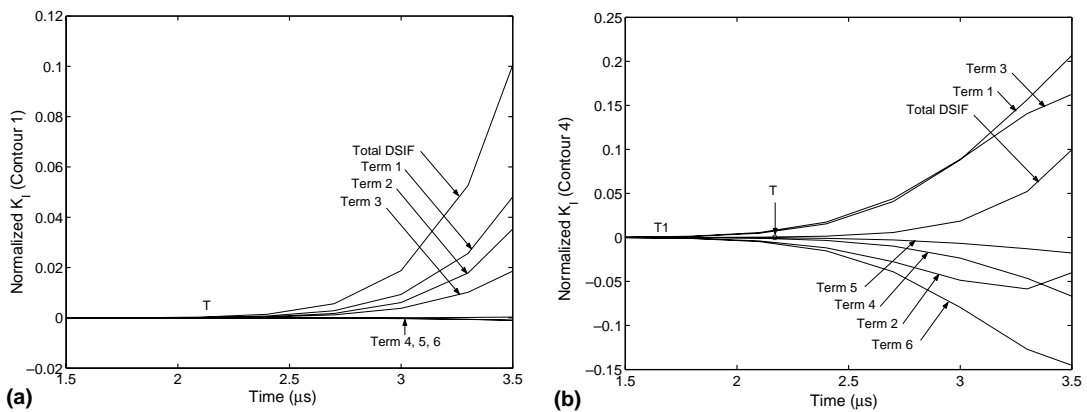 0.12
0.1
0.08
0.06
0.04
0.02
0
−0.02
Normalized K_I (Contour 1)
Total DSIF
Term 1
Term 2
Term 3
T
Term 4, 5, 6
1.5 2 2.5 3 3.5
Time (μs)
(a)
0.25
0.2
0.15
0.1
0.05
0
−0.05
−0.1
−0.15
Normalized K_I (Contour 4)
Term 3
Term 1
Total DSIF
T
T1
Term 5
Term 4
Term 2
Term 6
1.5 2 2.5 3 3.5
Time (μs)
(b)